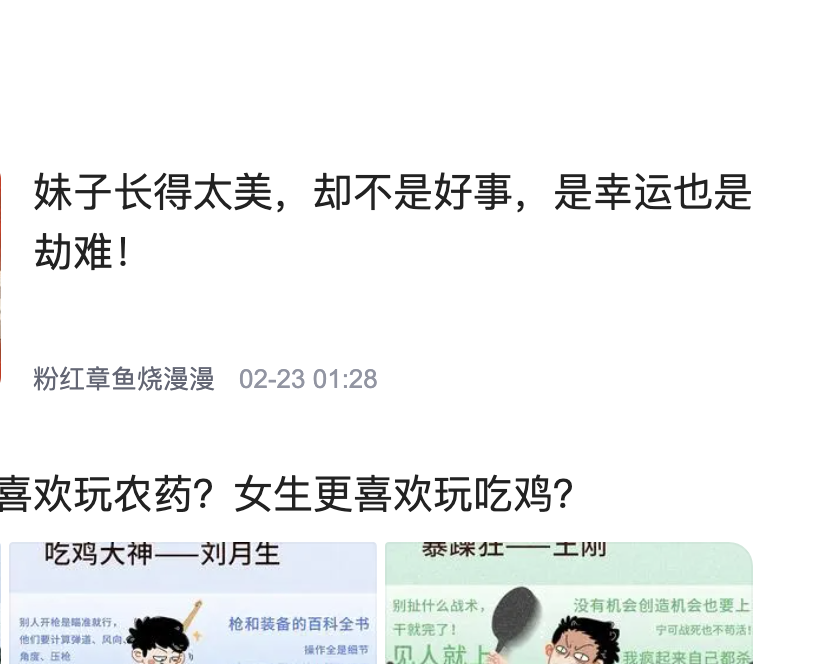 妹子长得太美，却不是好事，是幸运也是
劫难！
粉红章鱼烧漫漫 02-23 01:28
喜欢玩农药？女生更喜欢玩吃鸡？
吃鸡大神——刘月生
别人开枪是瞄准就行，
他们要计算弹道、风向、
角度、压枪
枪和装备的百科全书
操作全是细节
暴躁狂——王刚
别扯什么战术，
干就完了！
见人就上
没有机会创造机会也要上
宁可战死也不苟活！
我疯起来自己都杀